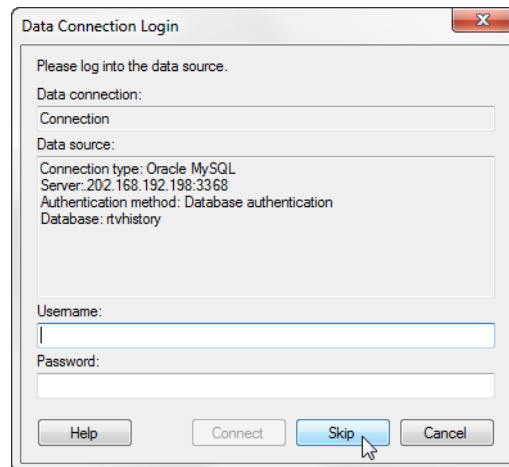 Data Connection Login
Please log into the data source.
Data connection:
Connection
Data source:
Connection type: Oracle MySQL
Server:.202.168.192.198:3368
Authentication method: Database authentication
Database: rtvhistory
Username:
Password:
Help Connect Skip Cancel